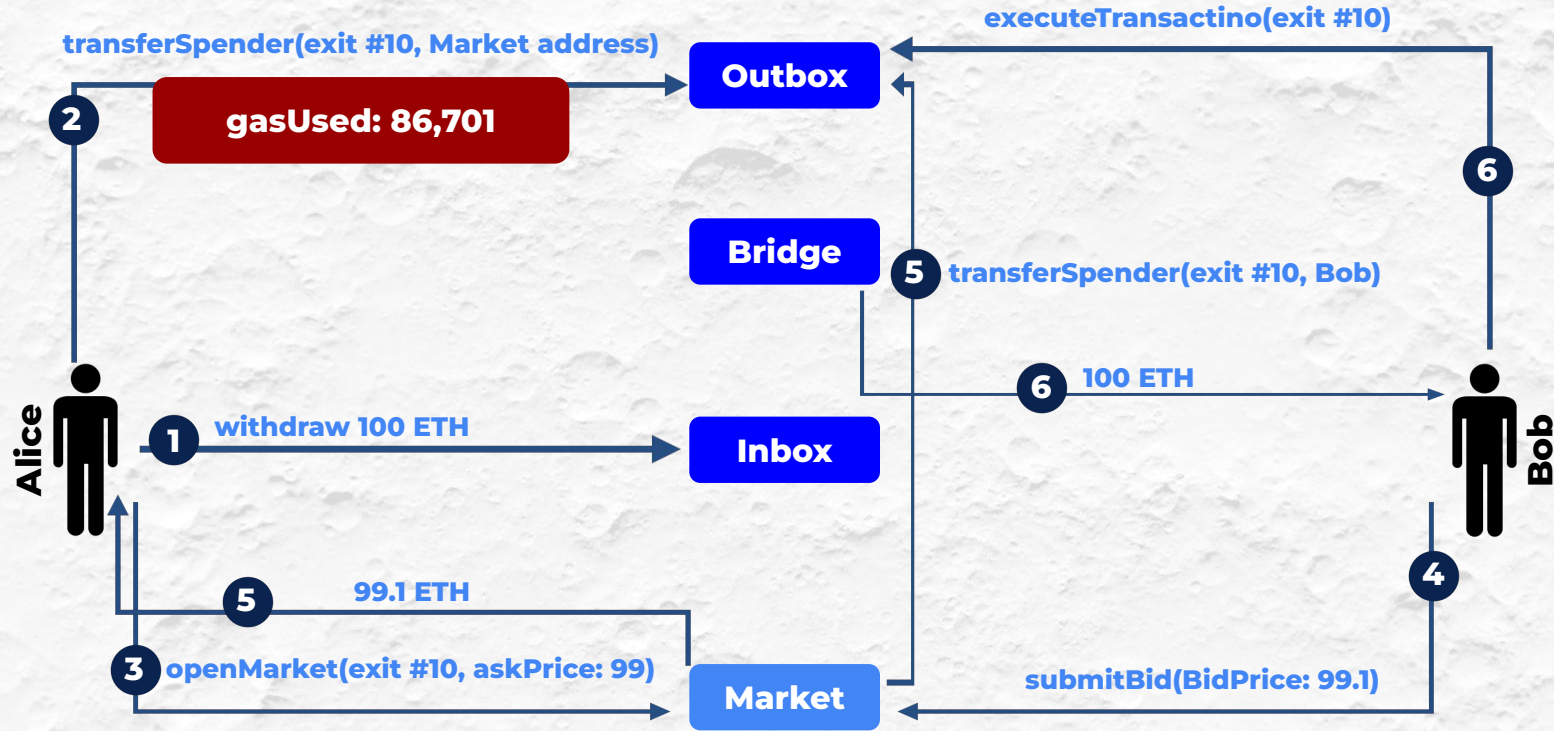 executeTransactino(exit #10)
transferSpender(exit #10, Market address)
Outbox
2
gasUsed: 86,701
6
Bridge
5
transferSpender(exit #10, Bob)
6
100 ETH
Alice
1
withdraw 100 ETH
Inbox
Bob
5
99.1 ETH
4
3
openMarket(exit #10, askPrice: 99)
Market
submitBid(BidPrice: 99.1)